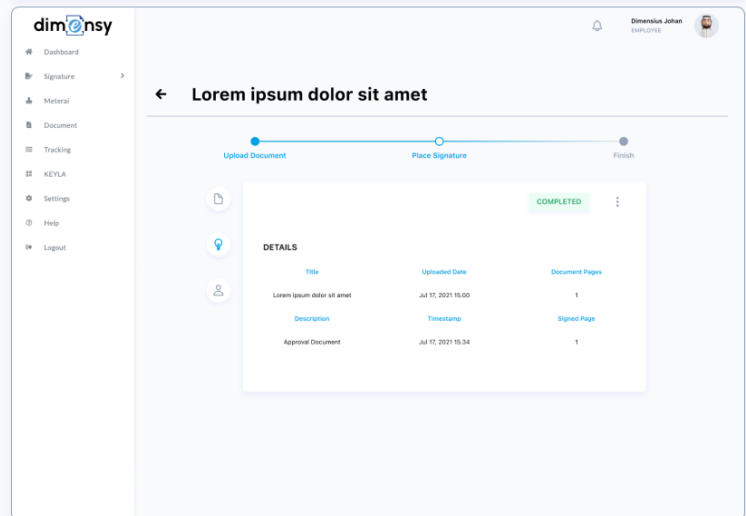 dimensy
Dimensius Johan
EMPLOYEE
Dashboard
Signature
Meterai
Document
Tracking
KEYLA
Settings
Help
Logout
Lorem ipsum dolor sit amet
Upload Document Place Signature Finish
COMPLETED
DETAILS
Title Uploaded Date Document Pages
Lorem ipsum dolor sit amet Jul 17, 2021 15.00 1
Description Timestamp Signed Page
Approval Document Jul 17, 2021 15.34 1